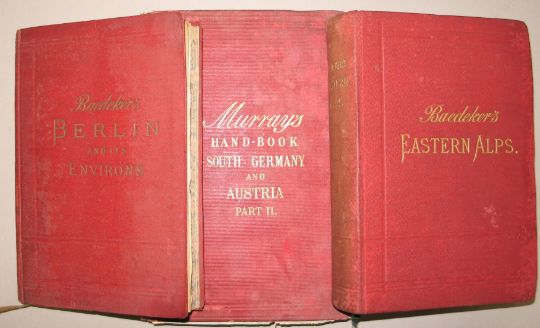 Baedeker's
BERLIN
AND ITS
ENVIRONS
Murray's
HAND-BOOK
SOUTH GERMANY
AND
AUSTRIA
PART II.
Baedeker's
EASTERN ALPS.